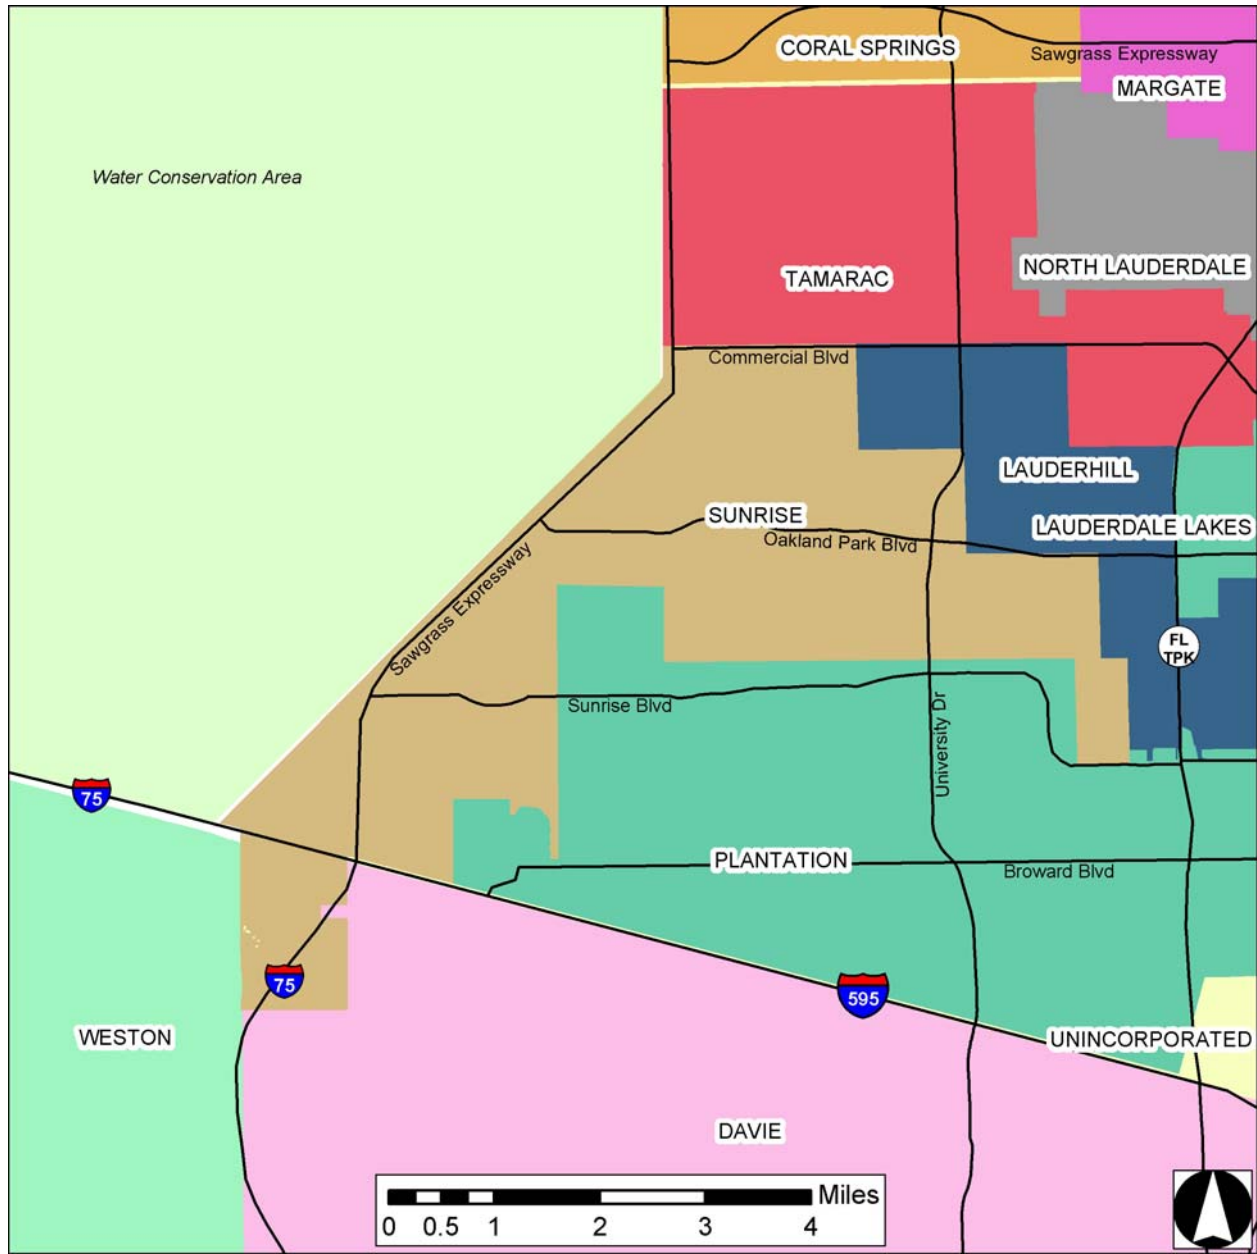 CORAL SPRINGS
Sawgrass Expressway
MARGATE
Water Conservation Area
NORTH LAUDERDALE
TAMARAC
Commercial Blvd
LAUDERHILL
SUNRISE
LAUDERDALE LAKES
Oakland Park Blvd
Sawgrass Expressway
FL
TPK
Sunrise Blvd
University Dr
75
PLANTATION
Broward Blvd
75
595
WESTON
UNINCORPORATED
DAVIE
Miles
0 0.5 1 2 3 4